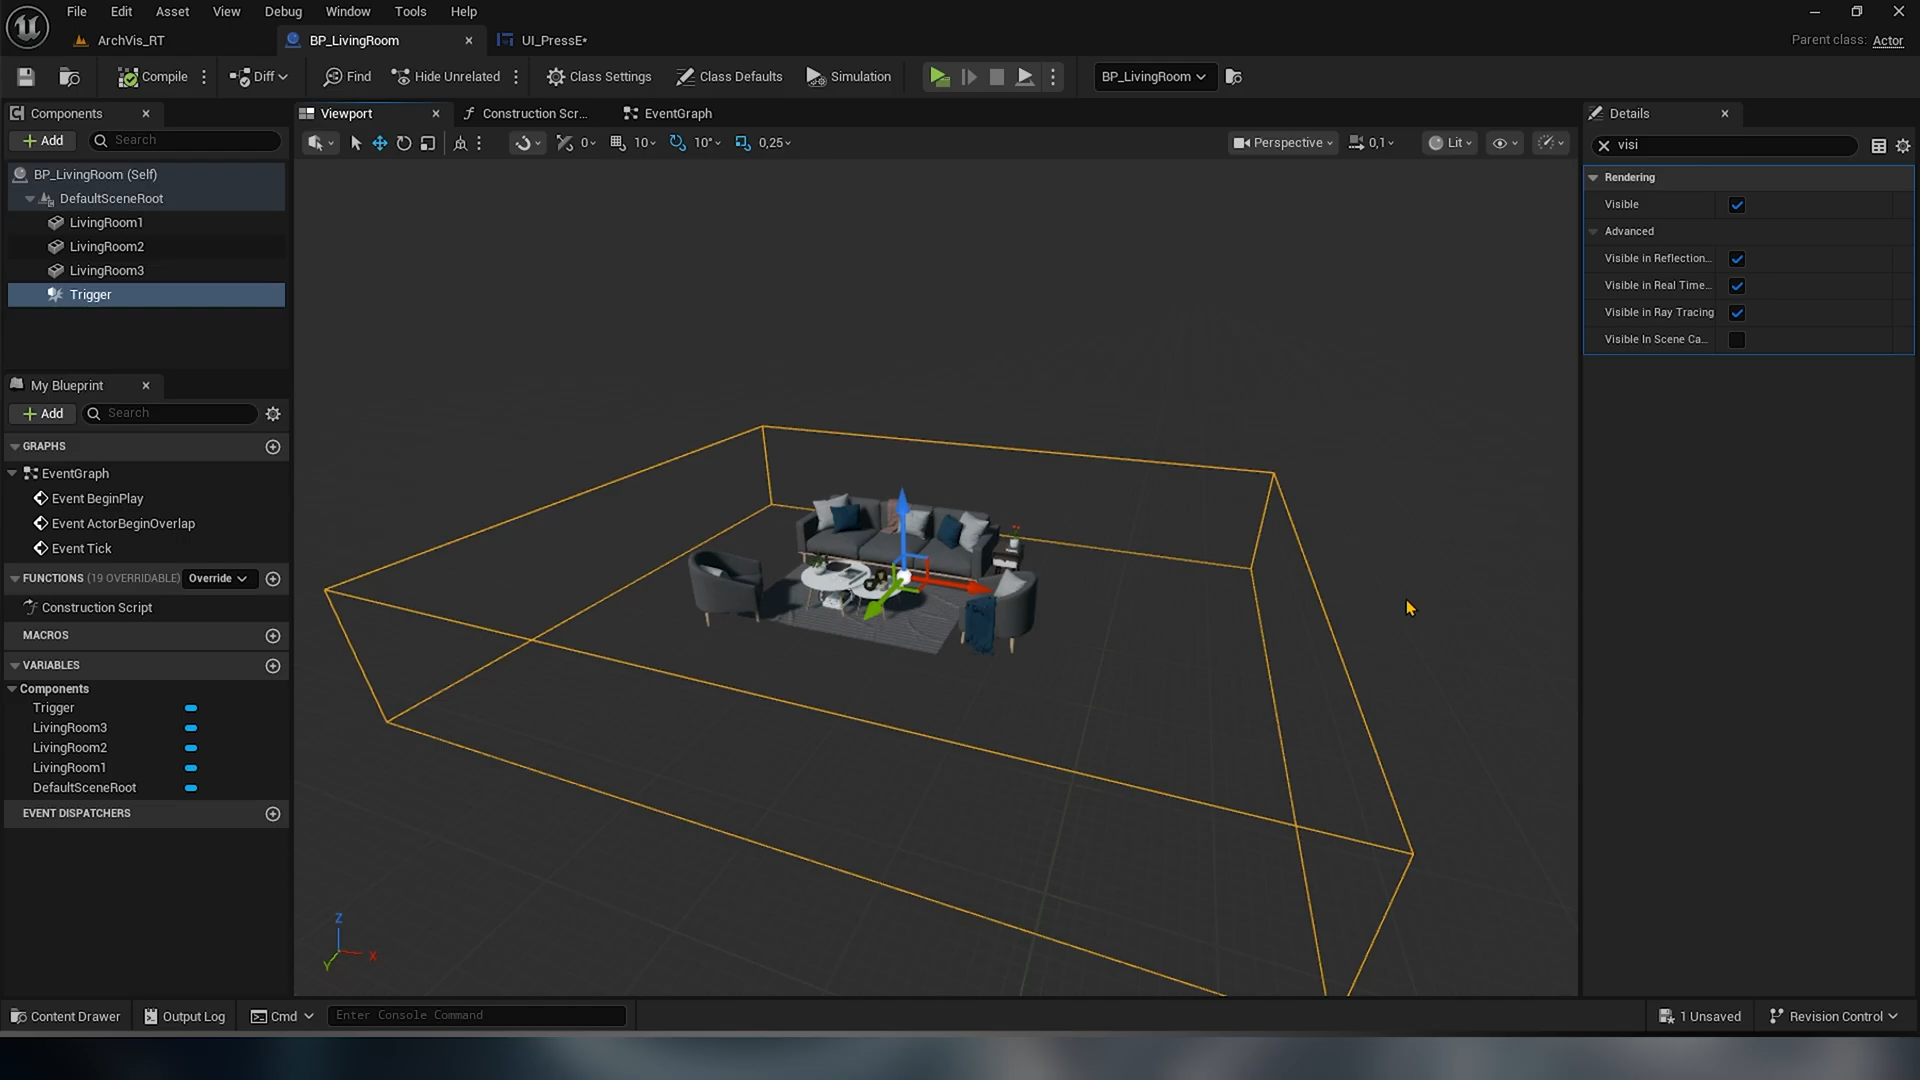 File Edit Asset View Debug Window Tools Help
ArchVis_RT
BP_LivingRoom
UI_PressE*
Parent class: Actor
Compile
Diff
Find
Hide Unrelated
Class Settings
Class Defaults
Simulation
BP_LivingRoom
Components
Add
Search
BP_LivingRoom (Self)
DefaultSceneRoot
LivingRoom1
LivingRoom2
LivingRoom3
Trigger
My Blueprint
Add
Search
GRAPHS
EventGraph
Event BeginPlay
Event ActorBeginOverlap
Event Tick
FUNCTIONS (19 OVERRIDABLE) Override
Construction Script
MACROS
VARIABLES
Components
Trigger
LivingRoom3
LivingRoom2
LivingRoom1
DefaultSceneRoot
EVENT DISPATCHERS
Viewport
Construction Scr...
EventGraph
0
10
10°
0,25
Perspective
0,1
Lit
Z
X
Y
Details
visi
Rendering
Visible
Advanced
Visible in Reflection...
Visible in Real Time...
Visible in Ray Tracing
Visible In Scene Ca...
Content Drawer
Output Log
Cmd
Enter Console Command
1 Unsaved
Revision Control